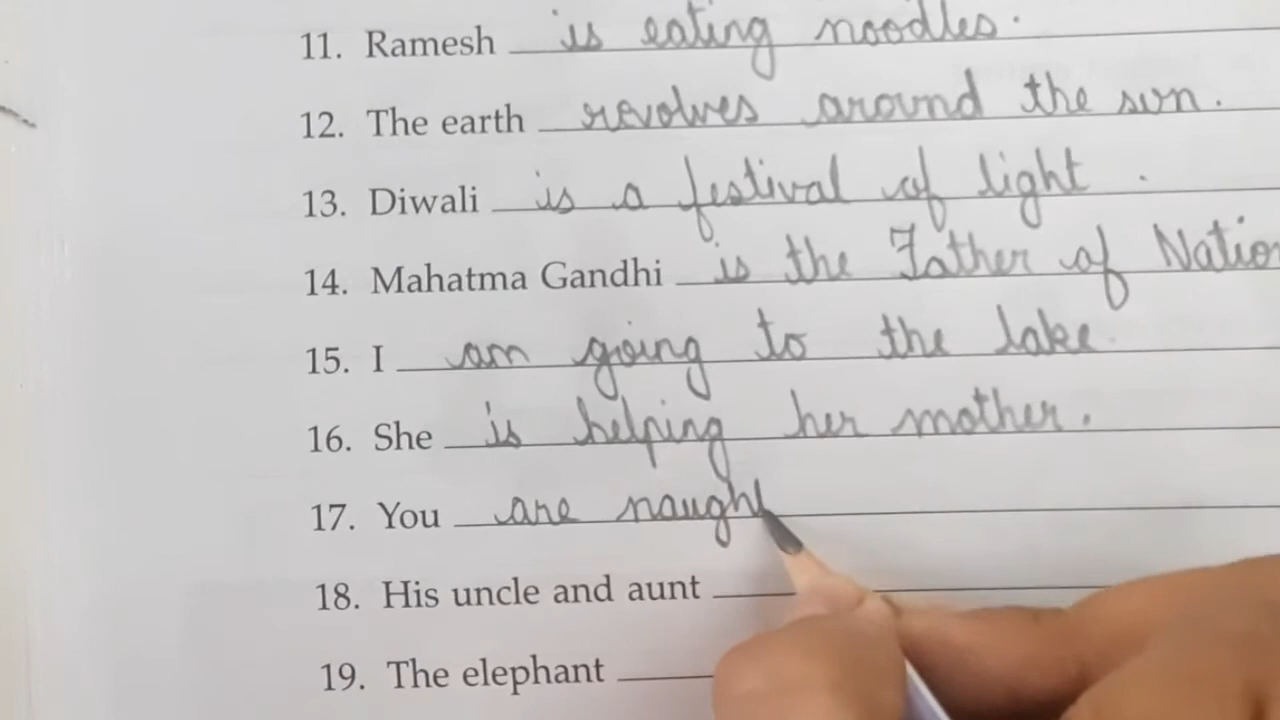 11. Ramesh is eating noodles.
12. The earth revolves around the sun.
13. Diwali is a festival of light.
14. Mahatma Gandhi is the Father of Natio
15. I am going to the lake.
16. She is helping her mother.
17. You are naught
18. His uncle and aunt
19. The elephant